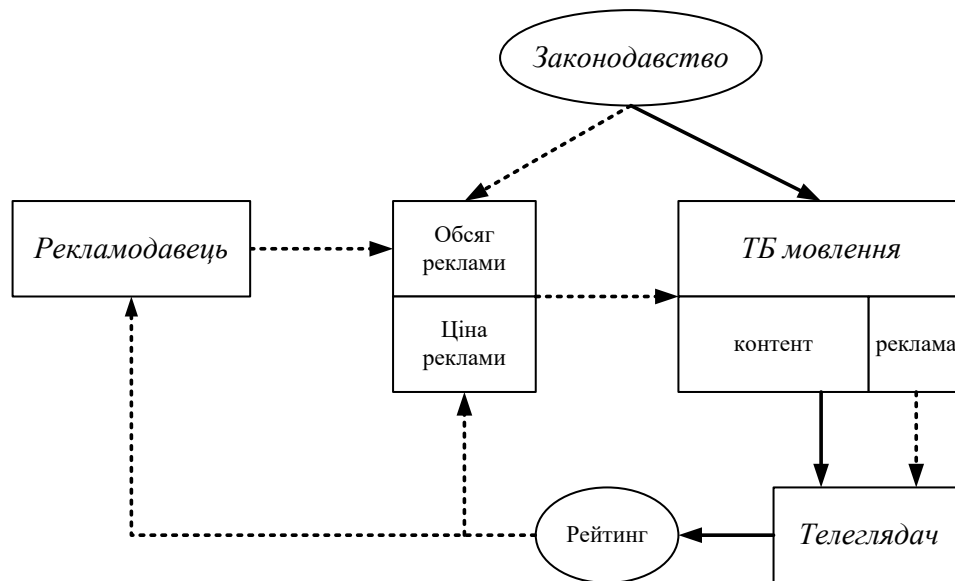 Законодавство
Рекламодавець
Обсяг
реклами
ТБ мовлення
Ціна
реклами
контент
реклама
Рейтинг
Телеглядач